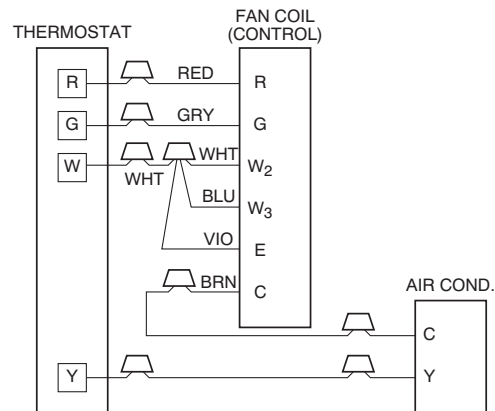 FAN COIL
(CONTROL)
THERMOSTAT
R RED R
G GRY G
W WHT WHT W2
BLU W3
VIO E
BRN C
AIR COND.
C
Y Y